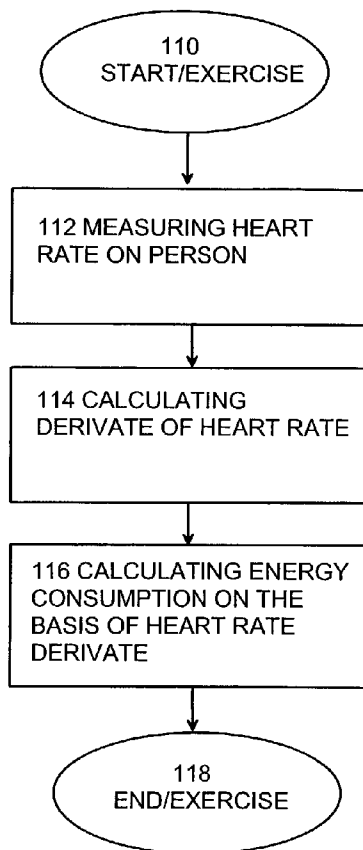 110
START/EXERCISE
112 MEASURING HEART
RATE ON PERSON
114 CALCULATING
DERIVATE OF HEART RATE
116 CALCULATING ENERGY
CONSUMPTION ON THE
BASIS OF HEART RATE
DERIVATE
118
END/EXERCISE